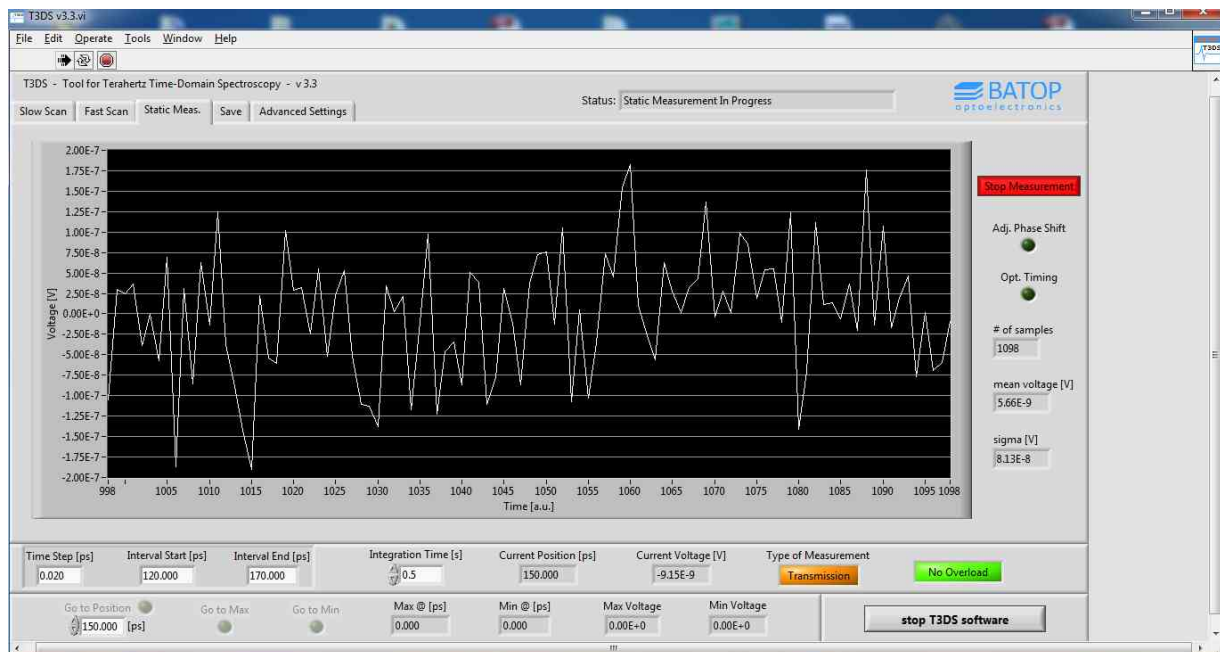 T3DS v3.3.vi
File Edit Operate Tools Window Help
T3DS
T3DS - Tool for Terahertz Time-Domain Spectroscopy - v 3.3
BATOP
optoelectronics
Status: Static Measurement In Progress
Slow Scan Fast Scan Static Meas. Save Advanced Settings
Voltage [V]
2.00E-7
1.75E-7
1.50E-7
1.25E-7
1.00E-7
7.50E-8
5.00E-8
2.50E-8
0.00E+0
-2.50E-8
-5.00E-8
-7.50E-8
-1.00E-7
-1.25E-7
-1.50E-7
-1.75E-7
-2.00E-7
998 1005 1010 1015 1020 1025 1030 1035 1040 1045 1050 1055 1060 1065 1070 1075 1080 1085 1090 1095 1098
Time [a.u.]
Stop Measurement
Adj. Phase Shift
Opt. Timing
# of samples
1098
mean voltage [V]
5.66E-9
sigma [V]
8.13E-8
Time Step [ps] Interval Start [ps] Interval End [ps] Integration Time [s] Current Position [ps] Current Voltage [V] Type of Measurement
0.020 120.000 170.000 0.5 150.000 -9.15E-9 Transmission No Overload
Go to Position Go to Max Go to Min Max @ [ps] Min @ [ps] Max Voltage Min Voltage
150.000 [ps] 0.000 0.000 0.00E+0 0.00E+0 stop T3DS software